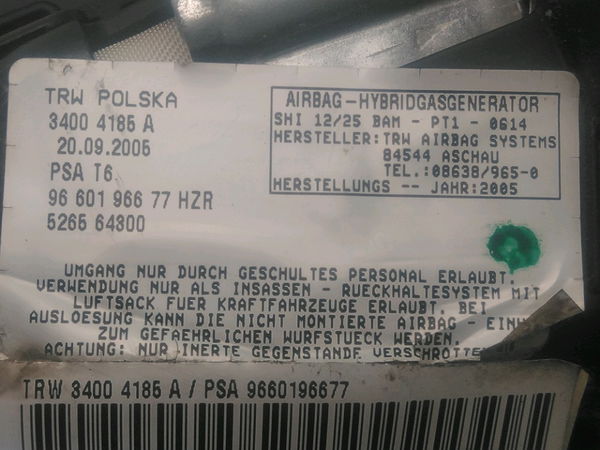 TRW POLSKA
3400 4185 A
20.09.2005
PSA T6.
96 601 966 77 HZR
5265 64300
AIRBAG-HYBRIDGASGENERATOR
SHI 12/25 BAM - PT1 - 0614
HERSTELLER: TRW AIRBAG SYSTEMS
84544 ASCHAU
TEL.:08638/965-0
HERSTELLUNGS -- JAHR:2005
UMGANG NUR DURCH GESCHULTES PERSONAL ERLAUBT.
VERWENDUNG NUR ALS INSASSEN - RUECKHALTESYSTEM MIT
LUFTSACK FUER KRAFTFAHRZEUGE ERLAUBT. BEI
AUSLOESUNG KANN DIE NICHT MONTIERTE AIRBAG -
ZUM GEFAEHRLICHEN WURFSTUECK WERDEN.
ACHTUNG: NUR INERTE GEGENSTANDE
TRW 3400 4185 A / PSA 9660196677